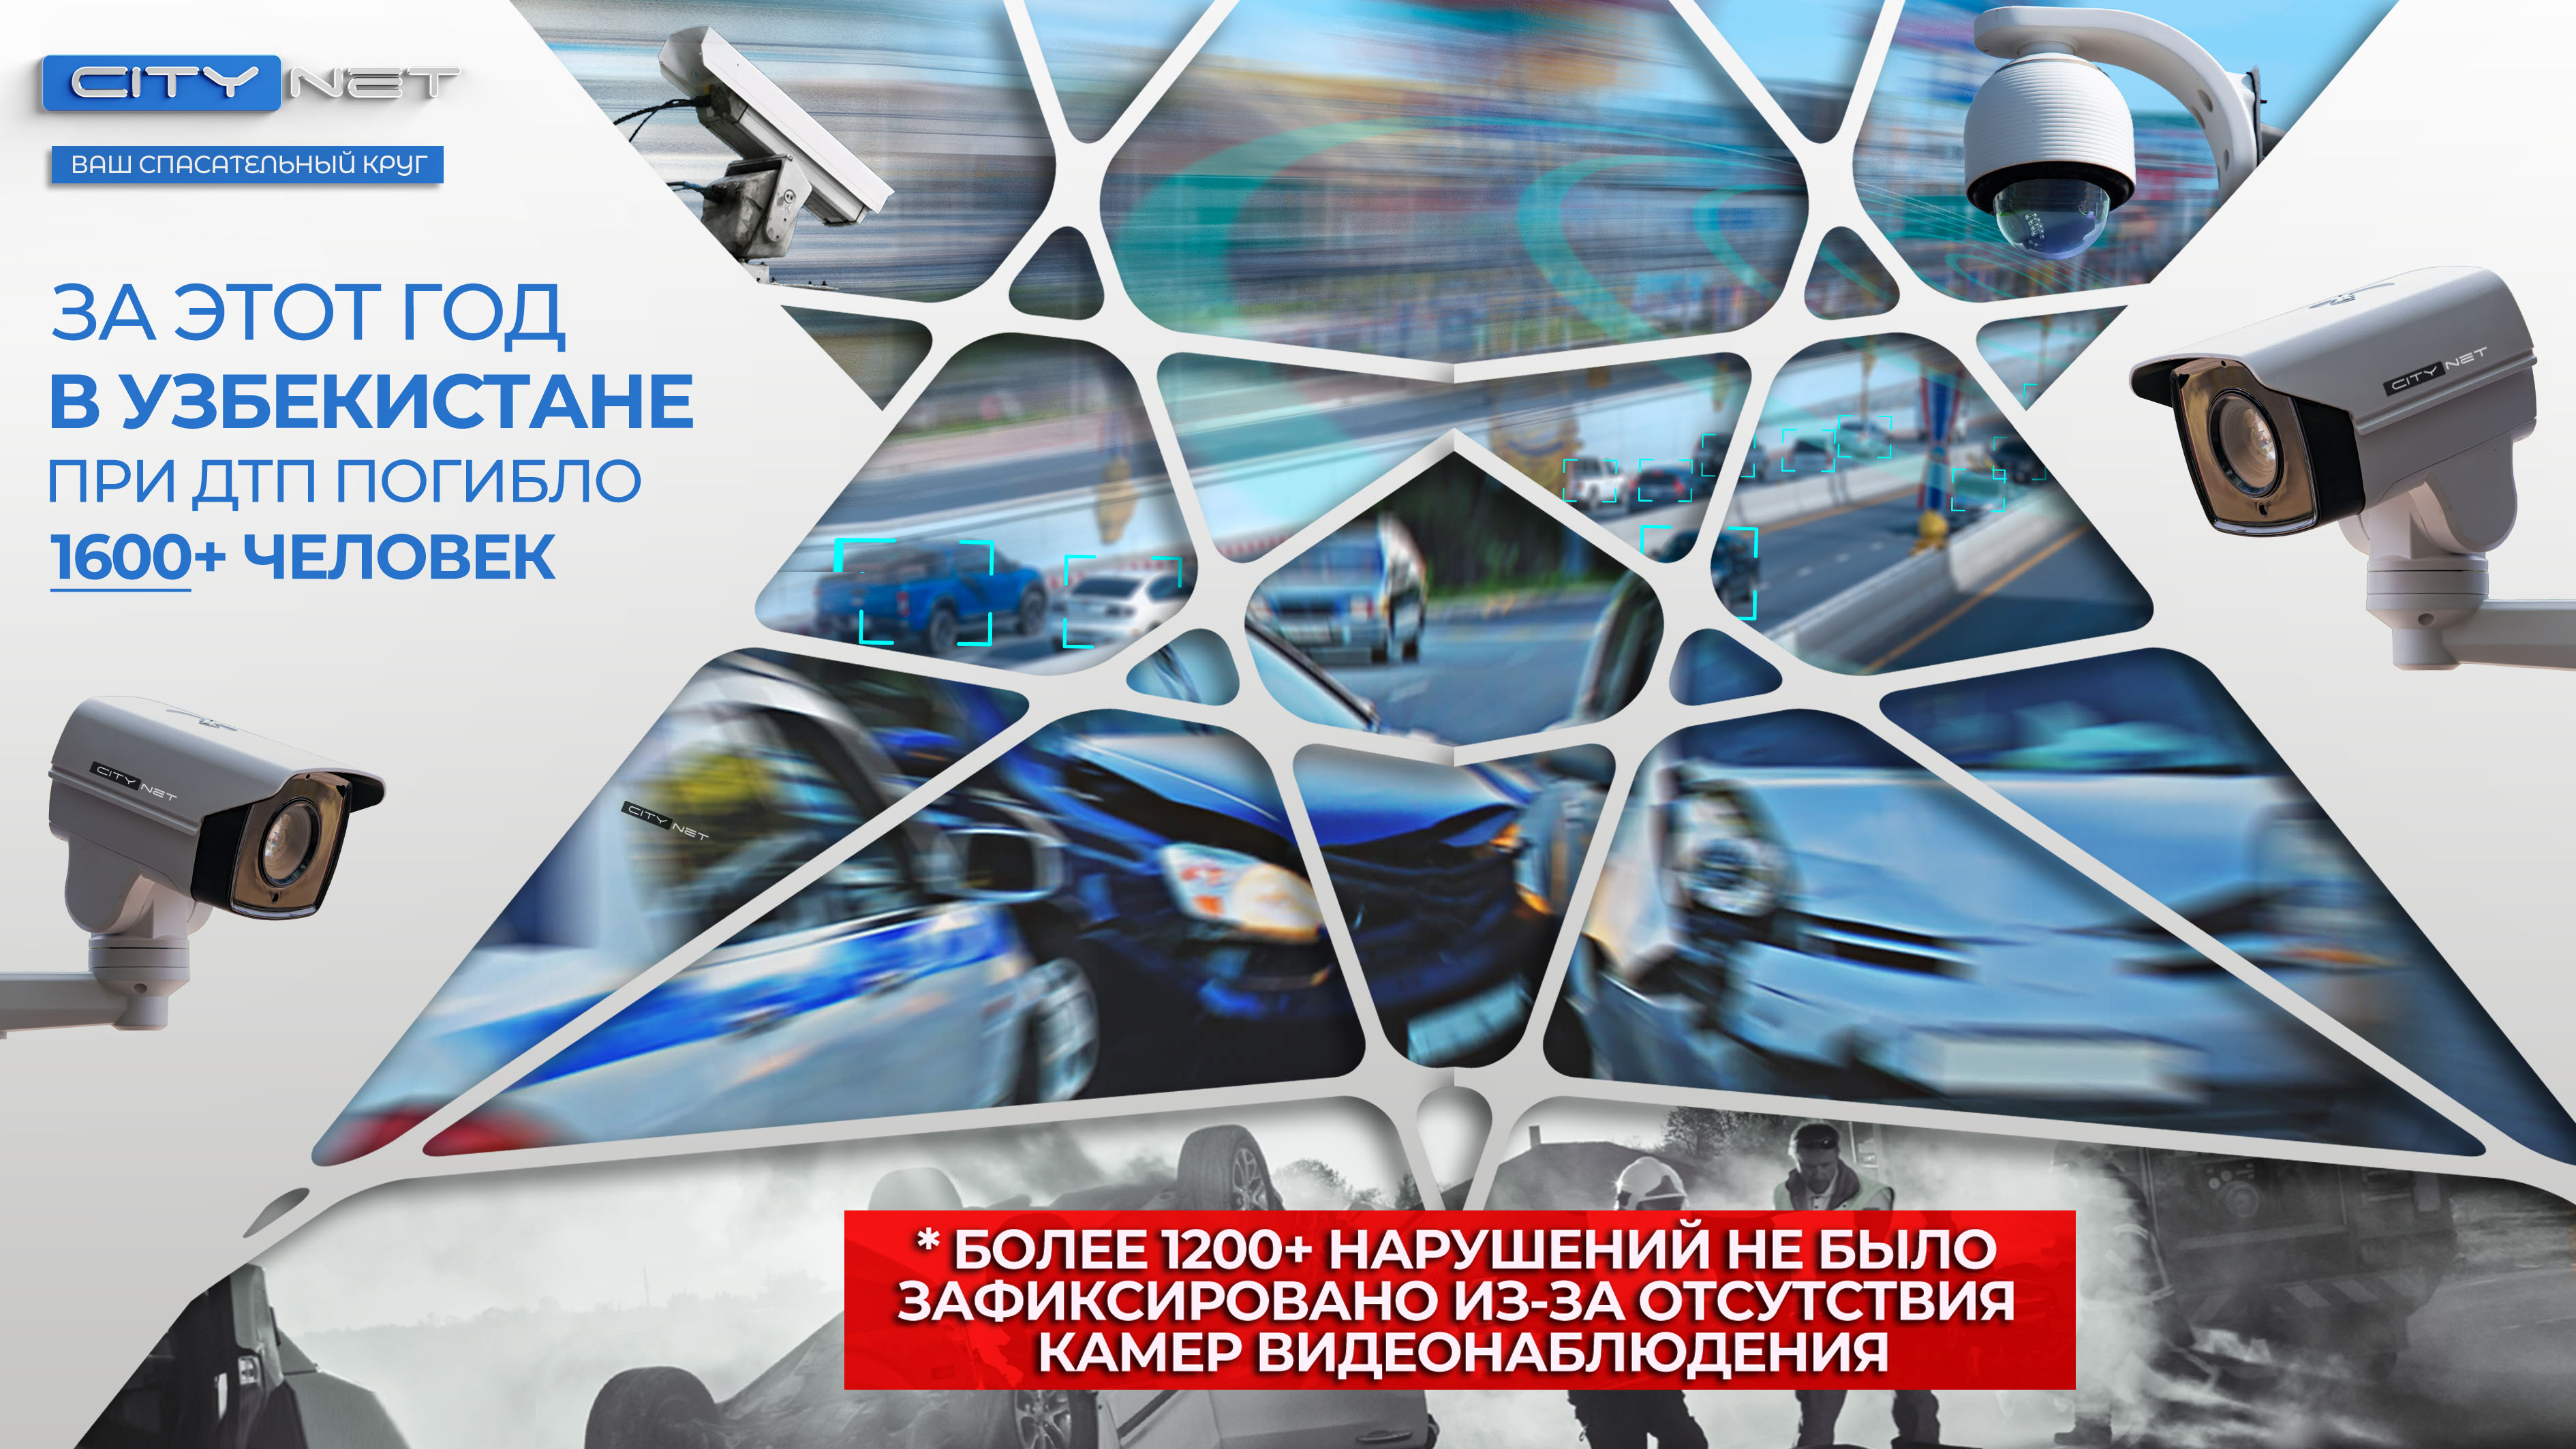 CITY NET
ВАШ СПАСАТЕЛЬНЫЙ КРУГ
ЗА ЭТОТ ГОД
В УЗБЕКИСТАНЕ
ПРИ ДТП ПОГИБЛО
1600+ ЧЕЛОВЕК
CITY NET
CITY NET
CITY NET
* БОЛЕЕ 1200+ НАРУШЕНИЙ НЕ БЫЛО
ЗАФИКСИРОВАНО ИЗ-ЗА ОТСУТСТВИЯ
КАМЕР ВИДЕОНАБЛЮДЕНИЯ